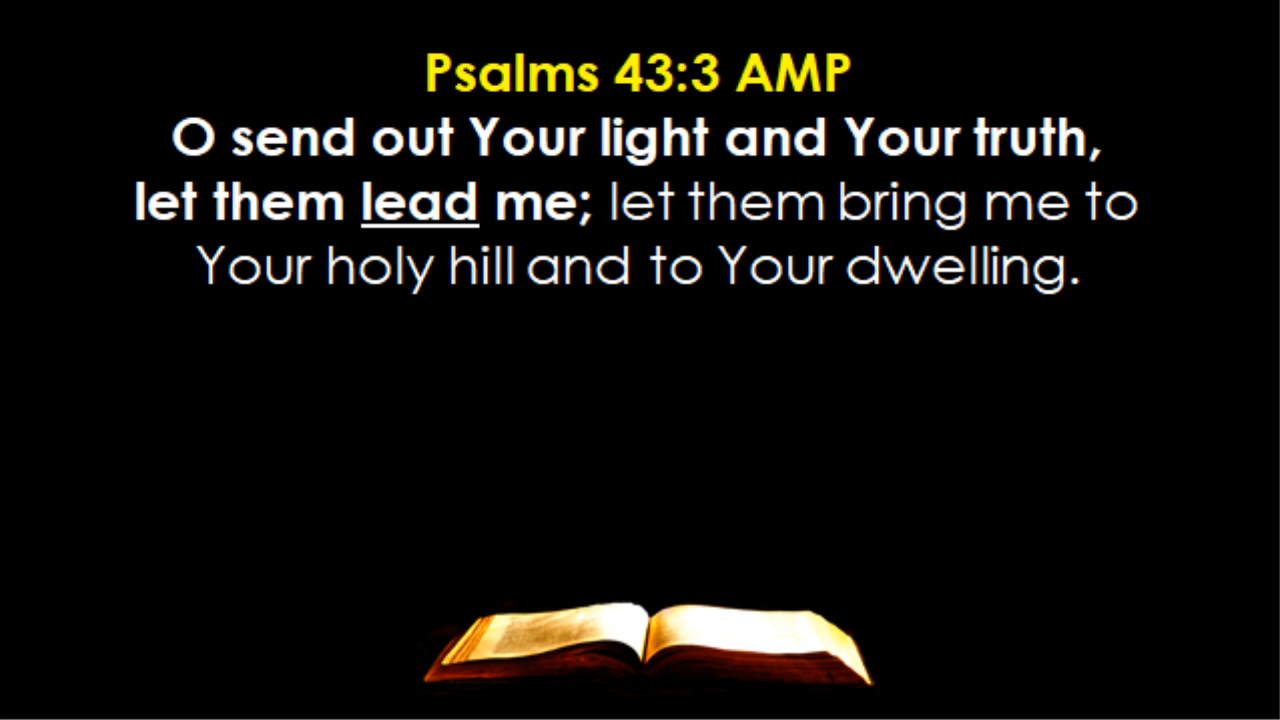 Psalms 43:3 AMP
O send out Your light and Your truth,
let them lead me; let them bring me to
Your holy hill and to Your dwelling.